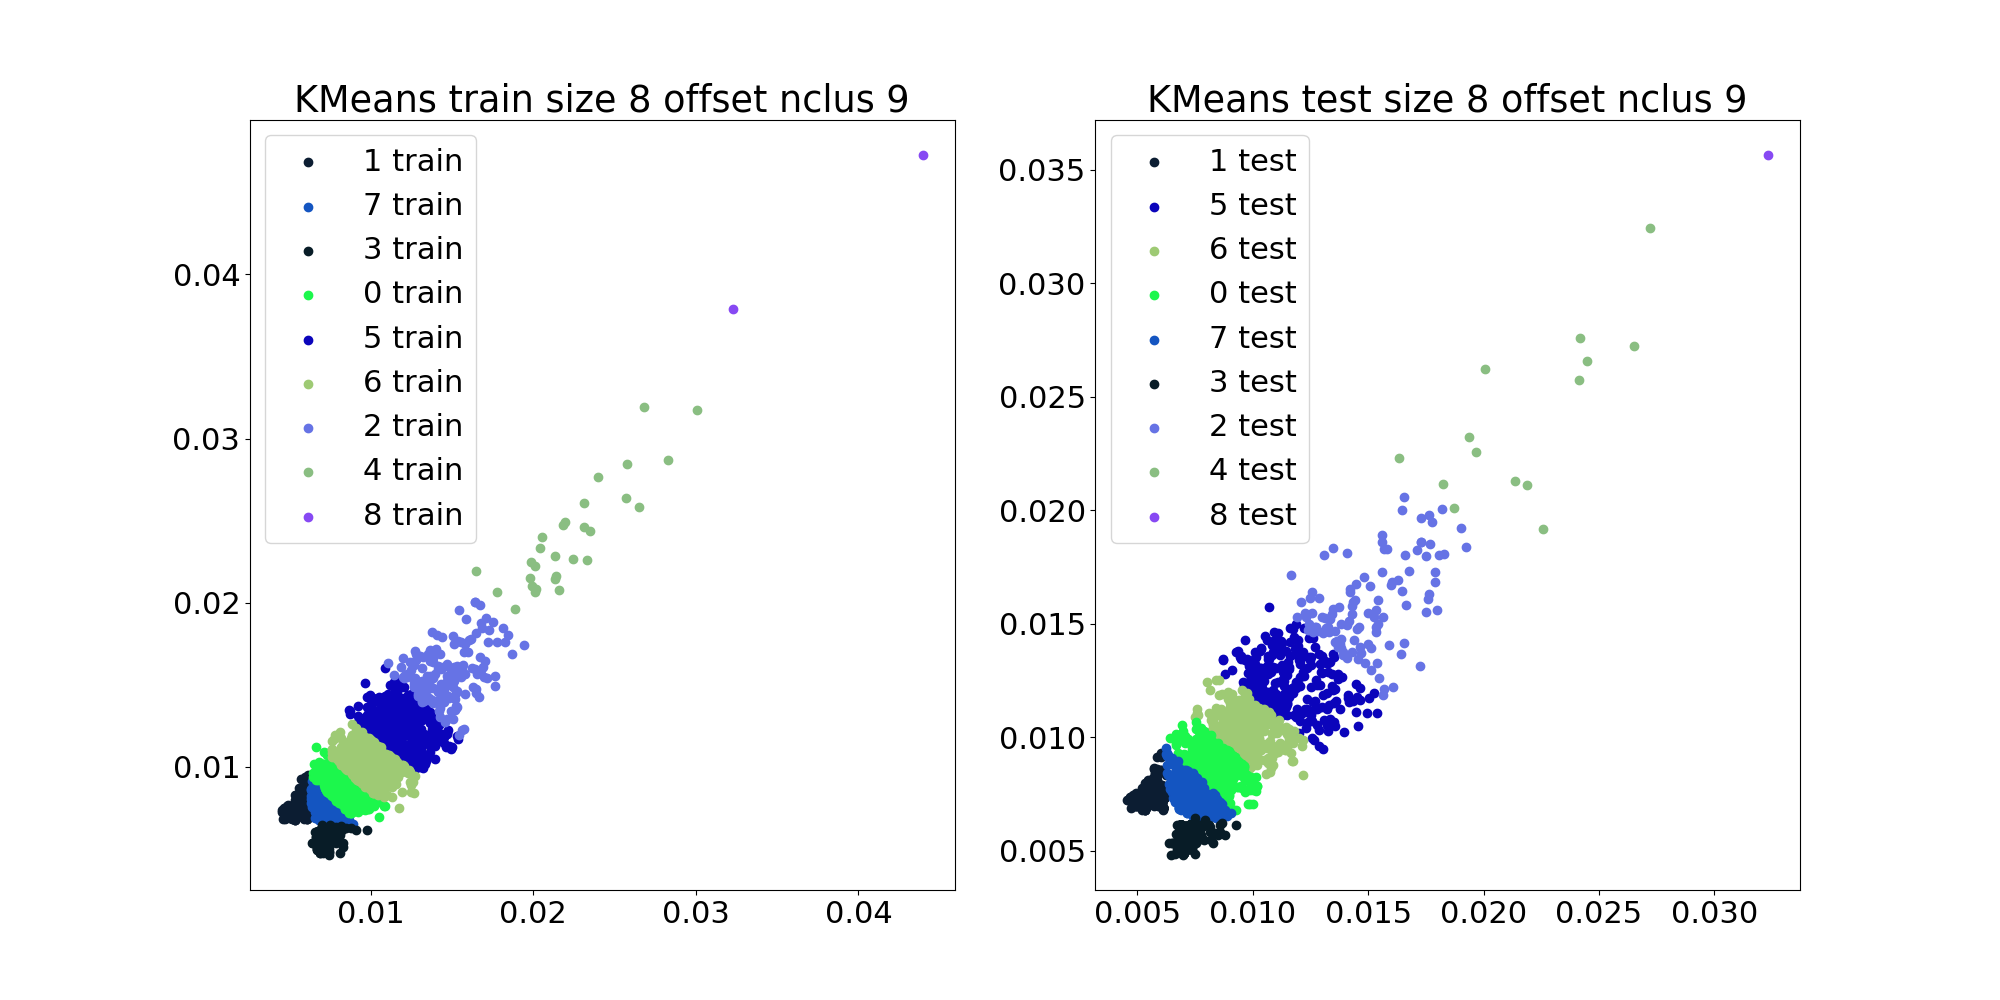 KMeans train size 8 offset nclus 9
1 train
7 train
3 train
0 train
5 train
6 train
2 train
4 train
8 train
0.04
0.03
0.02
0.01
0.01 0.02 0.03 0.04
KMeans test size 8 offset nclus 9
1 test
5 test
6 test
0 test
7 test
3 test
2 test
4 test
8 test
0.035
0.030
0.025
0.020
0.015
0.010
0.005
0.005 0.010 0.015 0.020 0.025 0.030